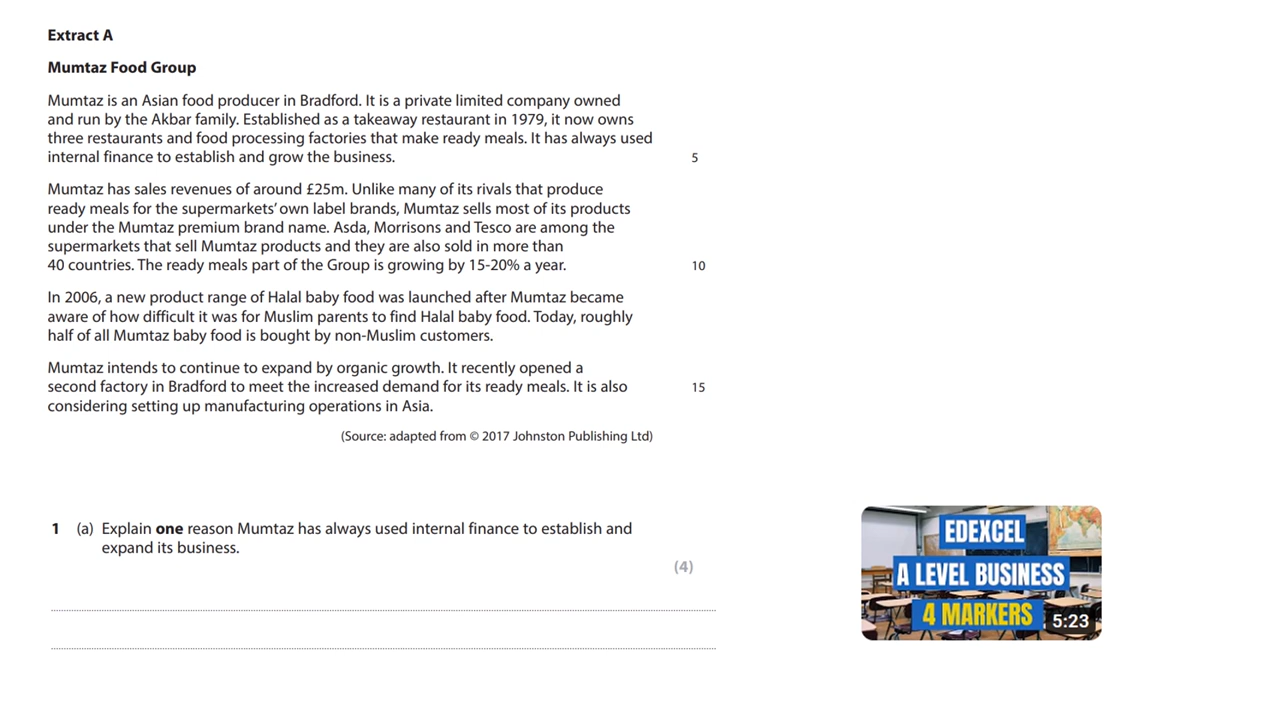 Extract A
Mumtaz Food Group
Mumtaz is an Asian food producer in Bradford. It is a private limited company owned
and run by the Akbar family. Established as a takeaway restaurant in 1979, it now owns
three restaurants and food processing factories that make ready meals. It has always used
internal finance to establish and grow the business. 5
Mumtaz has sales revenues of around £25m. Unlike many of its rivals that produce
ready meals for the supermarkets’ own label brands, Mumtaz sells most of its products
under the Mumtaz premium brand name. Asda, Morrisons and Tesco are among the
supermarkets that sell Mumtaz products and they are also sold in more than
40 countries. The ready meals part of the Group is growing by 15-20% a year. 10
In 2006, a new product range of Halal baby food was launched after Mumtaz became
aware of how difficult it was for Muslim parents to find Halal baby food. Today, roughly
half of all Mumtaz baby food is bought by non-Muslim customers.
Mumtaz intends to continue to expand by organic growth. It recently opened a
second factory in Bradford to meet the increased demand for its ready meals. It is also 15
considering setting up manufacturing operations in Asia.
(Source: adapted from © 2017 Johnston Publishing Ltd)
1 (a) Explain one reason Mumtaz has always used internal finance to establish and
expand its business.
(4)
EDEXCEL
A LEVEL BUSINESS
4 MARKERS
5:23